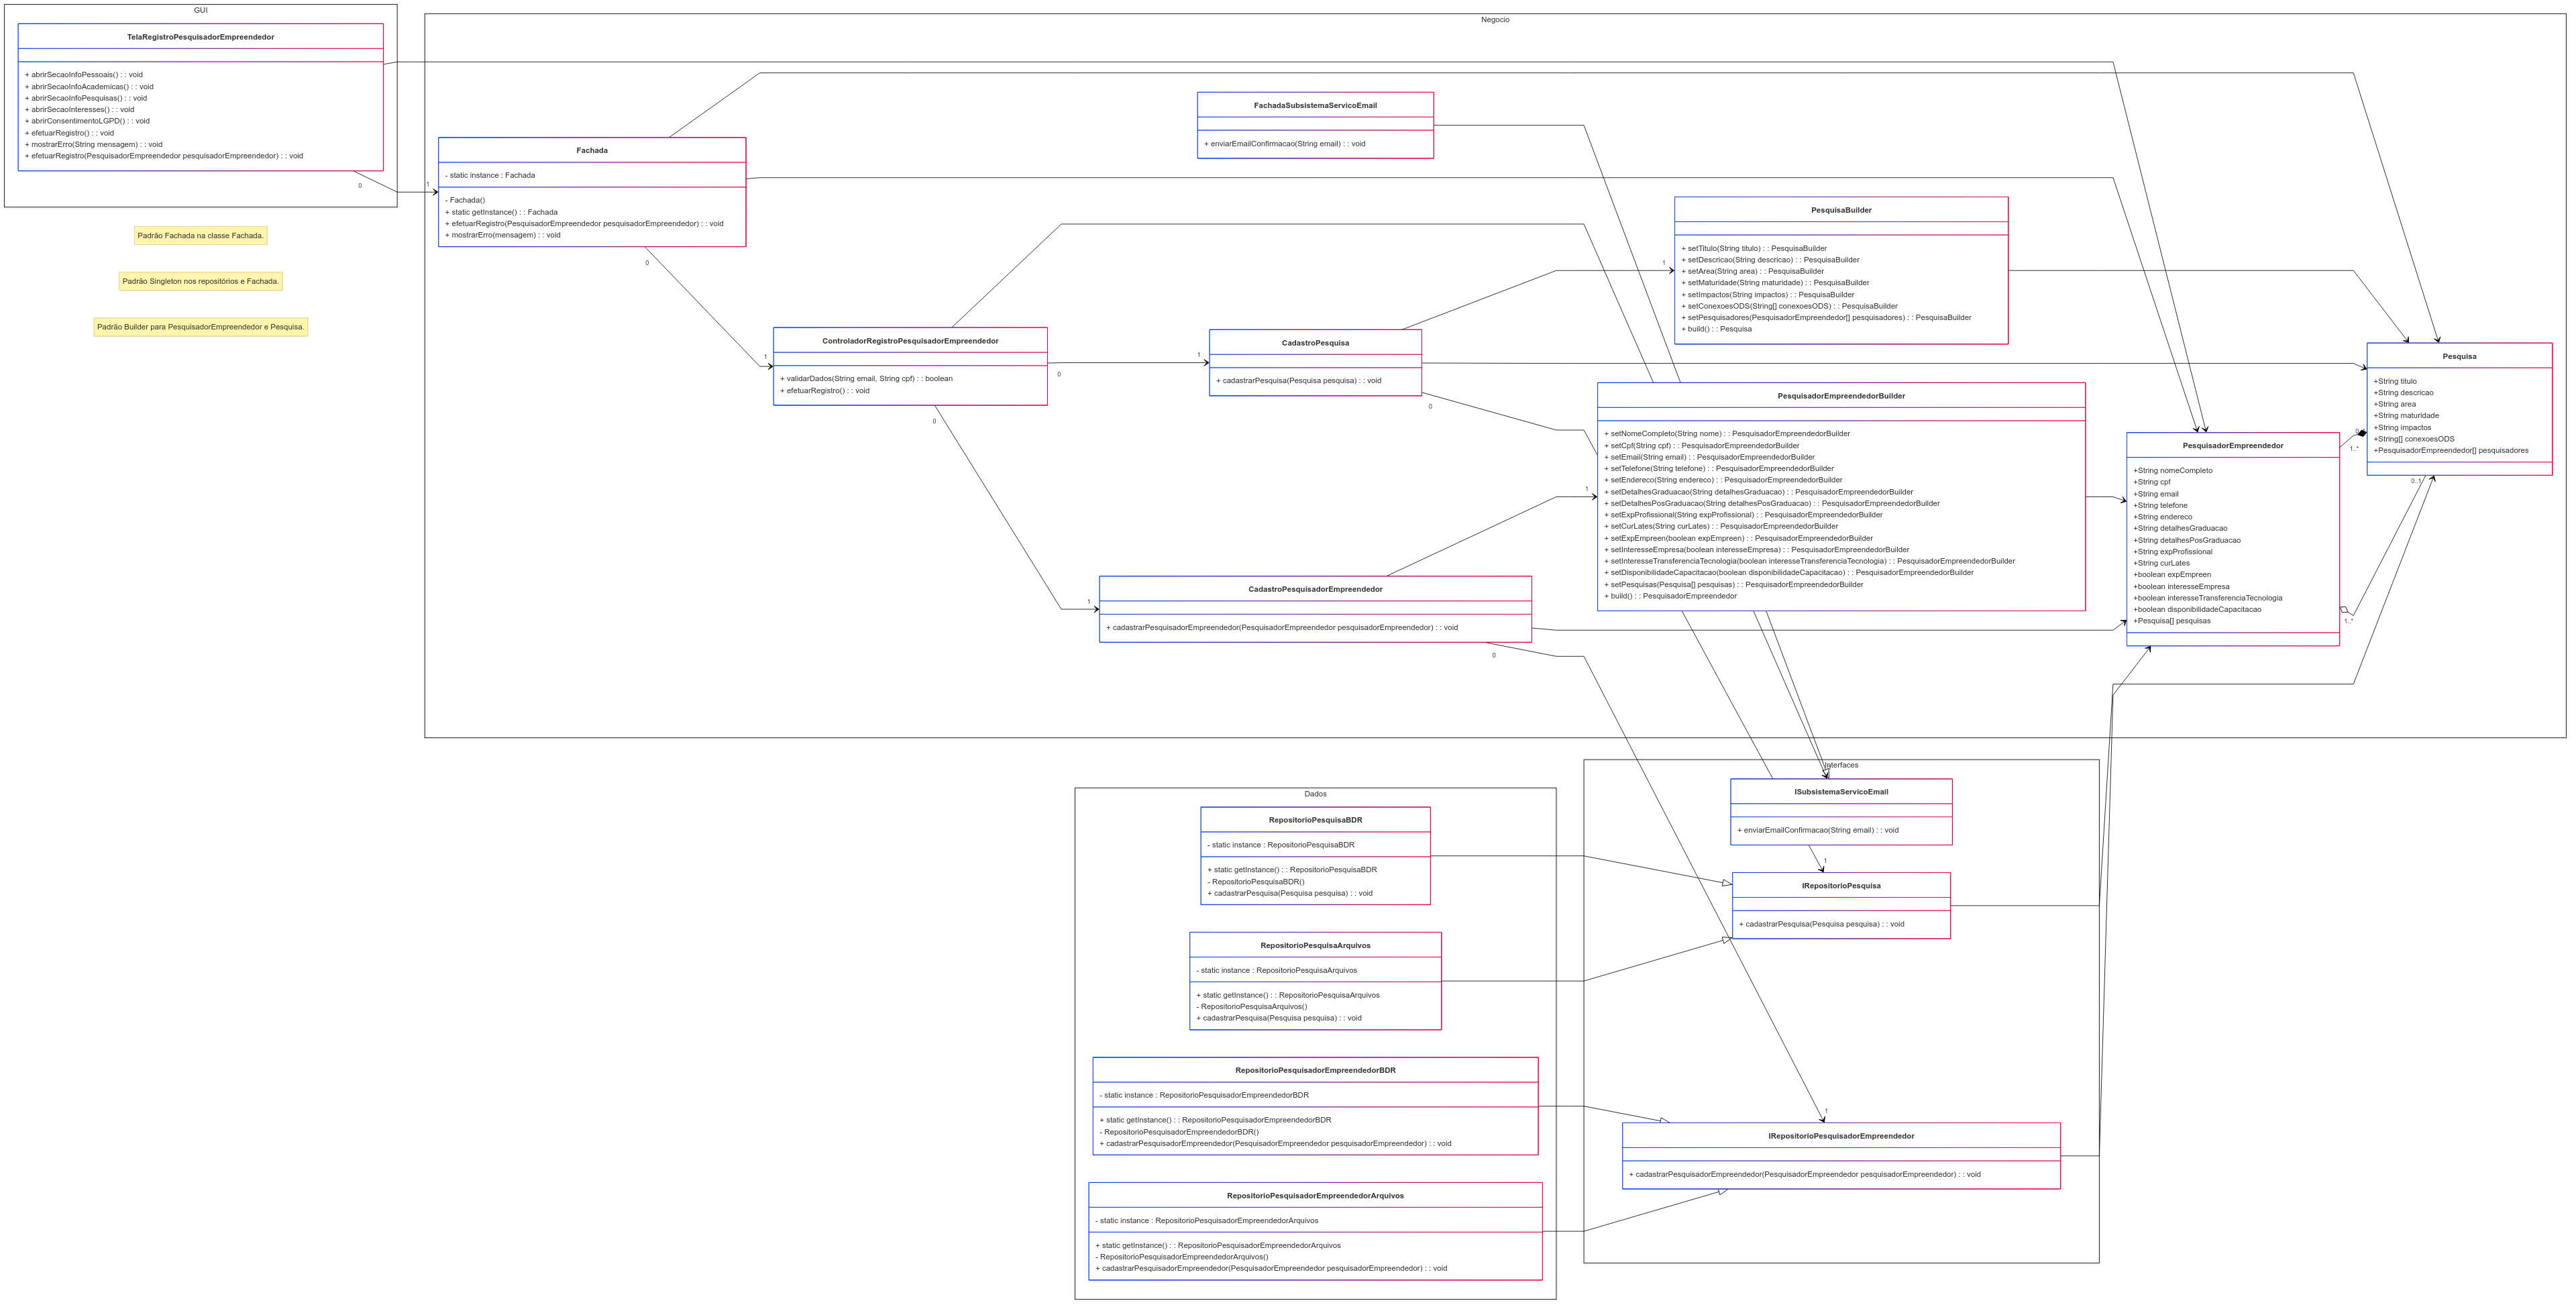 GUI
TelaRegistroPesquisadorEmpreendedor
+ abrirSecaoInfoPessoais() : : void
+ abrirSecaoInfoAcademicas() : : void
+ abrirSecaoInfoPesquisas() : : void
+ abrirSecaoInteresses() : : void
+ abrirConsentimentoLGPD() : : void
+ efetuarRegistro() : : void
+ mostrarErro(String mensagem) : : void
+ efetuarRegistro(PesquisadorEmpreendedor pesquisadorEmpreendedor) : : void
0
1
Padrão Fachada na classe Fachada.
Padrão Singleton nos repositórios e Fachada.
Padrão Builder para PesquisadorEmpreendedor e Pesquisa.
Negocio
Fachada
- static instance : Fachada
- Fachada()
+ static getInstance() : : Fachada
+ efetuarRegistro(PesquisadorEmpreendedor pesquisadorEmpreendedor) : : void
+ mostrarErro(mensagem) : : void
0
1
ControladorRegistroPesquisadorEmpreendedor
+ validarDados(String email, String cpf) : : boolean
+ efetuarRegistro() : : void
0
1
0
1
FachadaSubsistemaServicoEmail
+ enviarEmailConfirmacao(String email) : : void
CadastroPesquisa
+ cadastrarPesquisa(Pesquisa pesquisa) : : void
0
1
CadastroPesquisadorEmpreendedor
+ cadastrarPesquisadorEmpreendedor(PesquisadorEmpreendedor pesquisadorEmpreendedor) : : void
0
1
PesquisaBuilder
+ setTitulo(String titulo) : : PesquisaBuilder
+ setDescricao(String descricao) : : PesquisaBuilder
+ setArea(String area) : : PesquisaBuilder
+ setMaturidade(String maturidade) : : PesquisaBuilder
+ setImpactos(String impactos) : : PesquisaBuilder
+ setConexoesODS(String[] conexoesODS) : : PesquisaBuilder
+ setPesquisadores(PesquisadorEmpreendedor[] pesquisadores) : : PesquisaBuilder
+ build() : : Pesquisa
PesquisadorEmpreendedorBuilder
+ setNomeCompleto(String nome) : : PesquisadorEmpreendedorBuilder
+ setCpf(String cpf) : : PesquisadorEmpreendedorBuilder
+ setEmail(String email) : : PesquisadorEmpreendedorBuilder
+ setTelefone(String telefone) : : PesquisadorEmpreendedorBuilder
+ setEndereco(String endereco) : : PesquisadorEmpreendedorBuilder
+ setDetalhesGraduacao(String detalhesGraduacao) : : PesquisadorEmpreendedorBuilder
+ setDetalhesPosGraduacao(String detalhesPosGraduacao) : : PesquisadorEmpreendedorBuilder
+ setExpProfissional(String expProfissional) : : PesquisadorEmpreendedorBuilder
+ setCurLates(String curLates) : : PesquisadorEmpreendedorBuilder
+ setExpEmpreen(boolean expEmpreen) : : PesquisadorEmpreendedorBuilder
+ setInteresseEmpresa(boolean interesseEmpresa) : : PesquisadorEmpreendedorBuilder
+ setInteresseTransferenciaTecnologia(boolean interesseTransferenciaTecnologia) : : PesquisadorEmpreendedorBuilder
+ setDisponibilidadeCapacitacao(boolean disponibilidadeCapacitacao) : : PesquisadorEmpreendedorBuilder
+ setPesquisas(Pesquisa[] pesquisas) : : PesquisadorEmpreendedorBuilder
+ build() : : PesquisadorEmpreendedor
PesquisadorEmpreendedor
+String nomeCompleto
+String cpf
+String email
+String telefone
+String endereco
+String detalhesGraduacao
+String detalhesPosGraduacao
+String expProfissional
+String curLates
+boolean expEmpreen
+boolean interesseEmpresa
+boolean interesseTransferenciaTecnologia
+boolean disponibilidadeCapacitacao
+Pesquisa[] pesquisas
1..*
1..*
0..1
Pesquisa
+String titulo
+String descricao
+String area
+String maturidade
+String impactos
+String[] conexoesODS
+PesquisadorEmpreendedor[] pesquisadores
Dados
RepositorioPesquisaBDR
- static instance : RepositorioPesquisaBDR
+ static getInstance() : : RepositorioPesquisaBDR
- RepositorioPesquisaBDR()
+ cadastrarPesquisa(Pesquisa pesquisa) : : void
RepositorioPesquisaArquivos
- static instance : RepositorioPesquisaArquivos
+ static getInstance() : : RepositorioPesquisaArquivos
- RepositorioPesquisaArquivos()
+ cadastrarPesquisa(Pesquisa pesquisa) : : void
RepositorioPesquisadorEmpreendedorBDR
- static instance : RepositorioPesquisadorEmpreendedorBDR
+ static getInstance() : : RepositorioPesquisadorEmpreendedorBDR
- RepositorioPesquisadorEmpreendedorBDR()
+ cadastrarPesquisadorEmpreendedor(PesquisadorEmpreendedor pesquisadorEmpreendedor) : : void
RepositorioPesquisadorEmpreendedorArquivos
- static instance : RepositorioPesquisadorEmpreendedorArquivos
+ static getInstance() : : RepositorioPesquisadorEmpreendedorArquivos
- RepositorioPesquisadorEmpreendedorArquivos()
+ cadastrarPesquisadorEmpreendedor(PesquisadorEmpreendedor pesquisadorEmpreendedor) : : void
Interfaces
ISubsistemaServicoEmail
+ enviarEmailConfirmacao(String email) : : void
1
IRepositorioPesquisa
+ cadastrarPesquisa(Pesquisa pesquisa) : : void
1
IRepositorioPesquisadorEmpreendedor
+ cadastrarPesquisadorEmpreendedor(PesquisadorEmpreendedor pesquisadorEmpreendedor) : : void